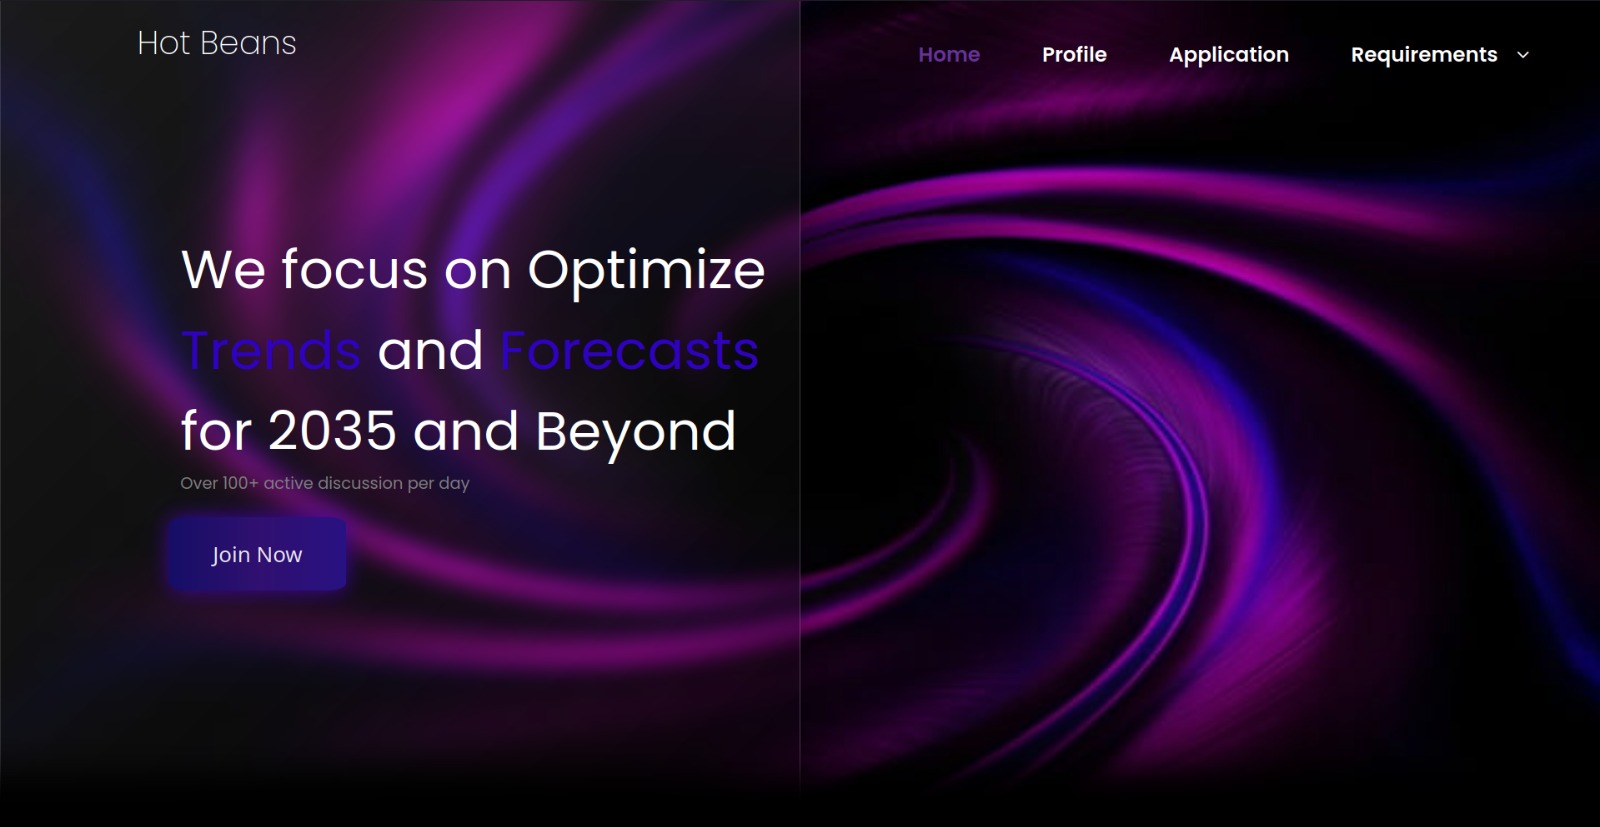 Hot Beans
Home Profile Application Requirements
We focus on Optimize
Trends and Forecasts
for 2035 and Beyond
Over 100+ active discussion per day
Join Now